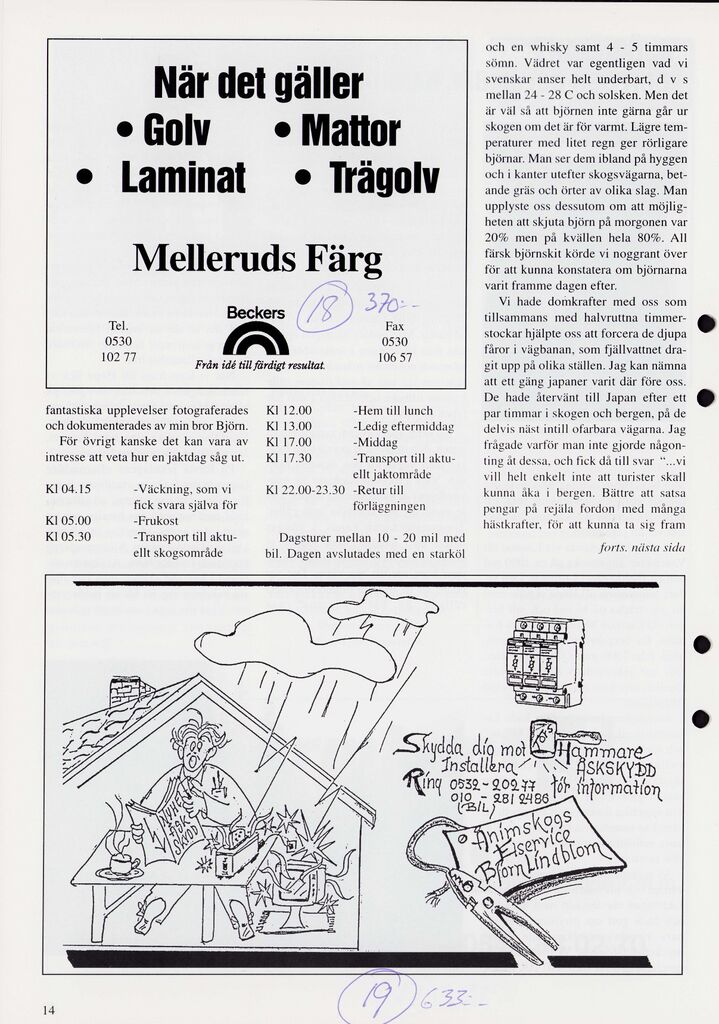 När det gäller
• Golv • Mattor
• Laminat • Trägolv
Melleruds Färg
Tel.
0530
102 77
Beckers
Från idé till färdigt resultat.
18 370:-
Fax
0530
106 57
fantastiska upplevelser fotograferades
och dokumenterades av min bror Björn.
För övrigt kanske det kan vara av
intresse att veta hur en jaktdag såg ut.
Kl 04.15 -Väckning, som vi
fick svara själva för
Kl 05.00 -Frukost
Kl 05.30 -Transport till aktu-
ellt skogsområde
Kl 12.00 -Hem till lunch
Kl 13.00 -Ledig eftermiddag
Kl 17.00 -Middag
Kl 17.30 -Transport till aktu-
ellt jaktområde
Kl 22.00-23.30 -Retur till
förläggningen
Dagsturer mellan 10 - 20 mil med
bil. Dagen avslutades med en starköl
och en whisky samt 4 - 5 timmars
sömn. Vädret var egentligen vad vi
svenskar anser helt underbart, d v s
mellan 24 - 28 C och solsken. Men det
är väl så att björnen inte gärna går ur
skogen om det är för varmt. Lägre tem-
peraturer med litet regn ger rörligare
björnar. Man ser dem ibland på hyggen
och i kanter utefter skogsvägarna, bet-
ande gräs och örter av olika slag. Man
upplyste oss dessutom om att möjlig-
heten att skjuta björn på morgonen var
20% men på kvällen hela 80%. All
färsk björnskit körde vi noggrant över
för att kunna konstatera om björnarna
varit framme dagen efter.
Vi hade domkrafter med oss som
tillsammans med halvruttna timmer-
stockar hjälpte oss att forcera de djupa
fåror i vägbanan, som fjällvattnet dra-
git upp på olika ställen. Jag kan nämna
att ett gäng japaner varit där före oss.
De hade återvänt till Japan efter ett
par timmar i skogen och bergen, på de
delvis näst intill ofarbara vägarna. Jag
frågade varför man inte gjorde någon-
ting åt dessa, och fick då till svar “...vi
vill helt enkelt inte att turister skall
kunna åka i bergen. Bättre att satsa
pengar på rejäla fordon med många
hästkrafter, för att kunna ta sig fram
forts. nästa sida
Skydda dig mot Hammare
Installera ÅSKSKYDD
Ring 0532-20277 för information
010-281 2486
(BIL)
Animskogs
Elservice
Björn Lindblom
ÅSK
SKYDD
14
19 633:-